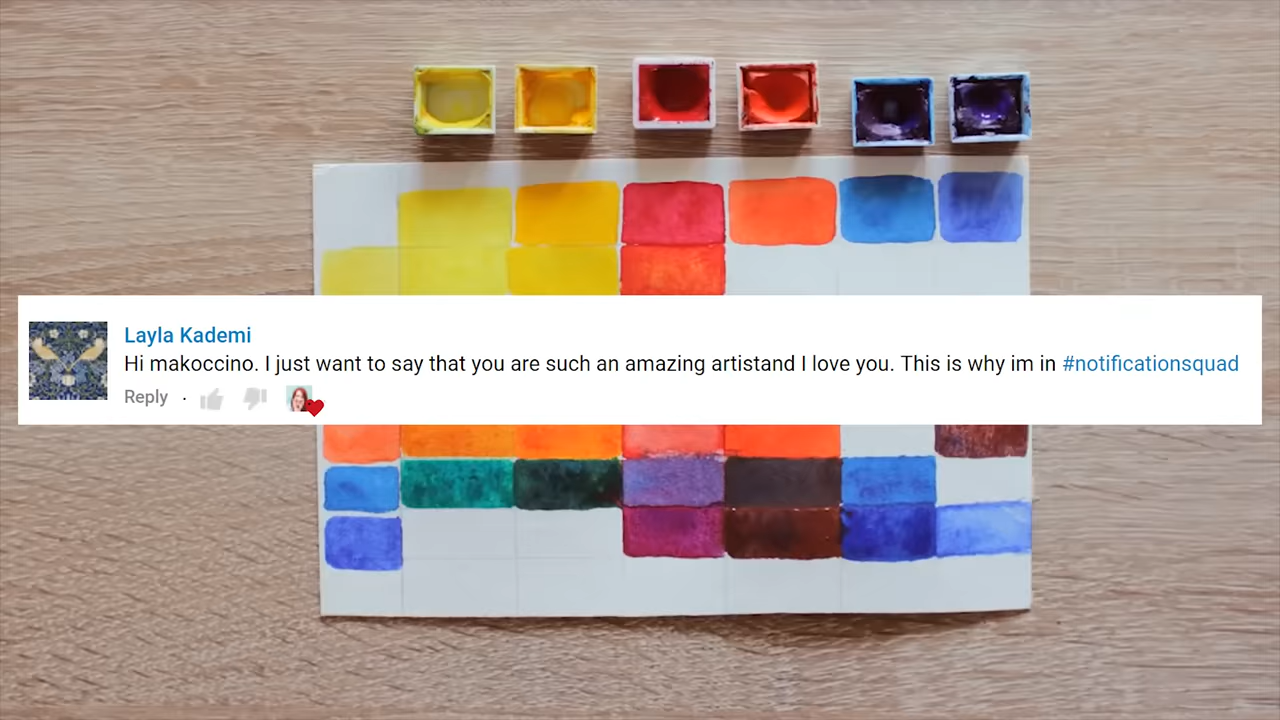 Layla Kademi
Hi makoccino. I just want to say that you are such an amazing artistand I love you. This is why im in #notificationsquad
Reply ·